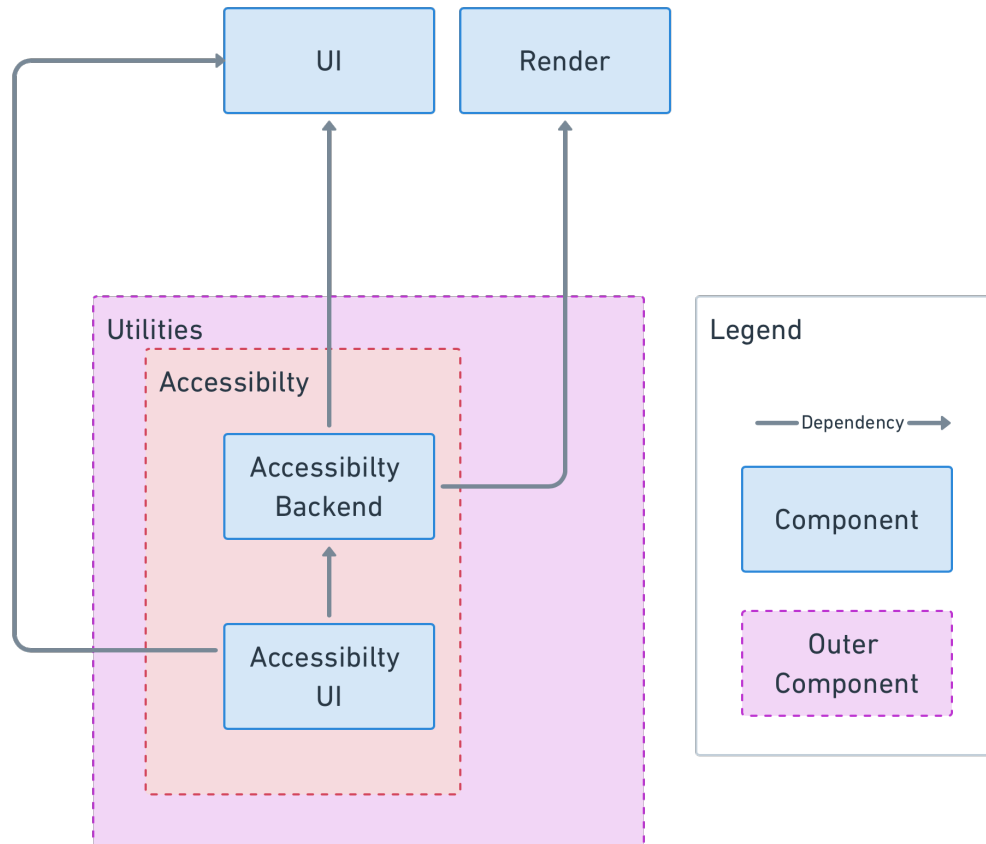 UI
Render
Utilities
Accessibilty
Accessibilty
Backend
Accessibilty
UI
Legend
Dependency
Component
Outer
Component